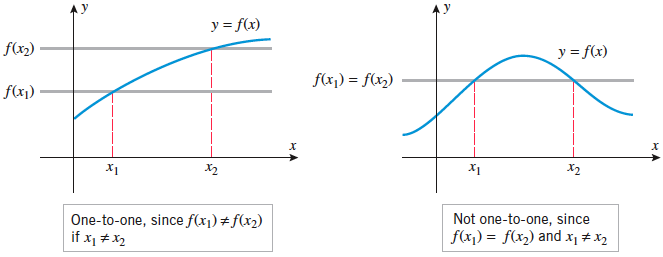 y
y = f(x)
f(x₂)
f(x₁)
x
x₁
x₂
One-to-one, since f(x₁) ≠ f(x₂)
if x₁ ≠ x₂
y
y = f(x)
f(x₁) = f(x₂)
x
x₁
x₂
Not one-to-one, since
f(x₁) = f(x₂) and x₁ ≠ x₂